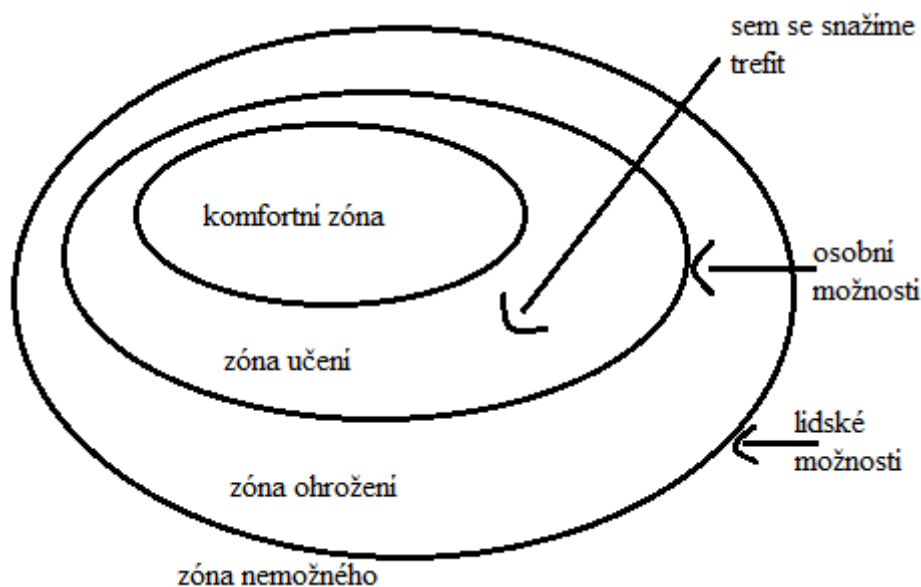 sem se snažíme
trefit
komfortní zóna
osobní
možnosti
zóna učení
lidské
možnosti
zóna ohrožení
zóna nemožného